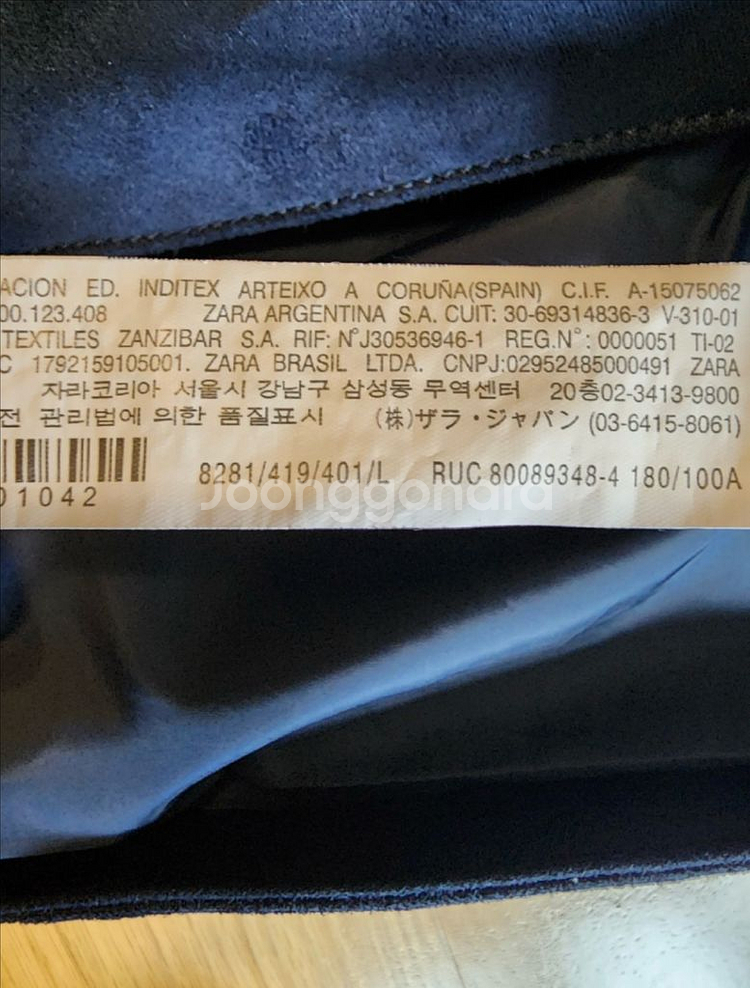 ACION ED. INDITEX ARTEIXO A CORUÑA(SPAIN) C.I.F. A-15075062
00.123.408 ZARA ARGENTINA S.A. CUIT: 30-69314836-3 V-310-01
TEXTILES ZANZIBAR S.A. RIF: Nº J30536946-1 REG.N°: 0000051 TI-02
C 1792159105001. ZARA BRASIL LTDA. CNPJ:02952485000491 ZARA
자라코리아 서울시 강남구 삼성동 무역센터 20층02-3413-9800
전 관리법에 의한 품질표시 (株)ザラ・ジャパン (03-6415-8061)
01042 8281/419/401/L RUC 80089348-4 180/100A
Joonggonara